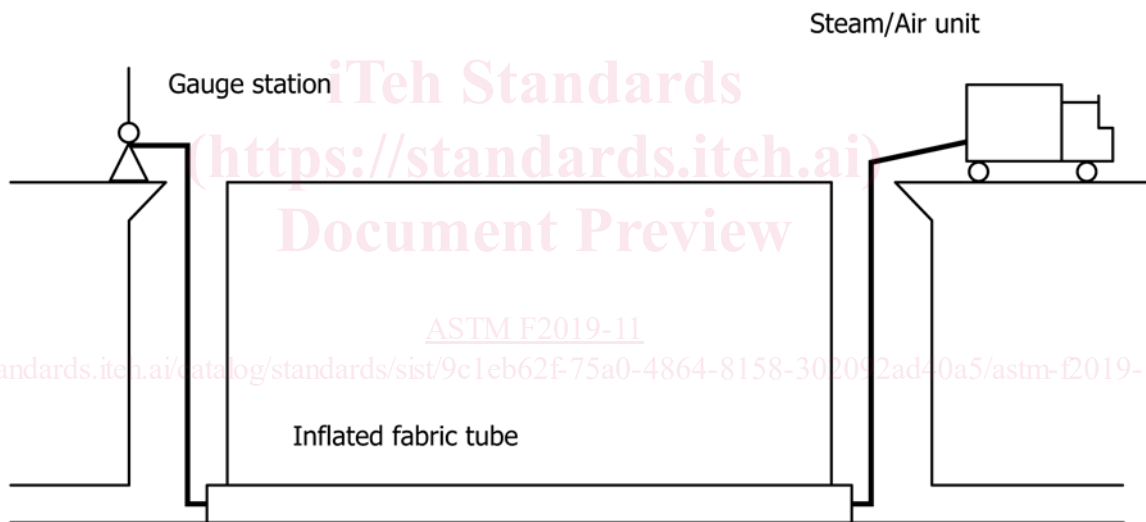 Steam/Air unit
Gauge station
iTeh Standards
(https://standards.iteh.ai)
Document Preview
ASTM F2019-11
andards.iteh.ai/catalog/standards/sist/9c1eb62f-75a0-4864-8158-302092ad40a5/astm-f2019-
Inflated fabric tube